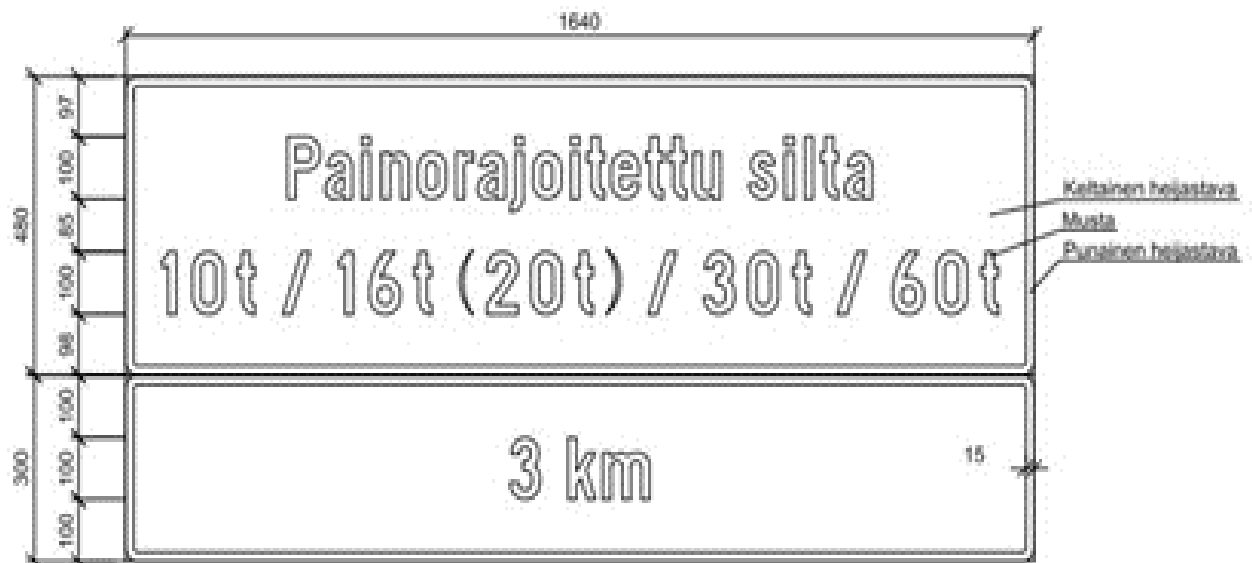 1640
97
100
85
100
98
480
Painorajoitettu silta
10t / 16t (20t) / 30t / 60t
Keltainen heijastava
Musta
Punainen heijastava
100
100
100
300
3 km
15